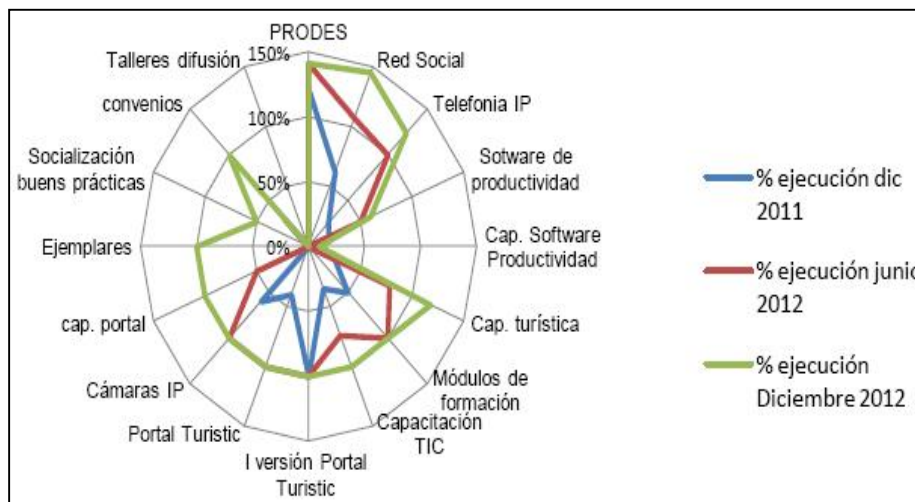 PRODES
150%
Talleres difusión
Red Social
convenios
100%
Telefonia IP
Socialización
buens prácticas
50%
Sotware de
productividad
Ejemplares
0%
Cap. Software
Productividad
cap. portal
Cap. turística
Cámaras IP
Módulos de
formación
Portal Turistic
Capacitación
TIC
I versión Portal
Turistic
% ejecución dic
2011
% ejecución junio
2012
% ejecución
Diciembre 2012